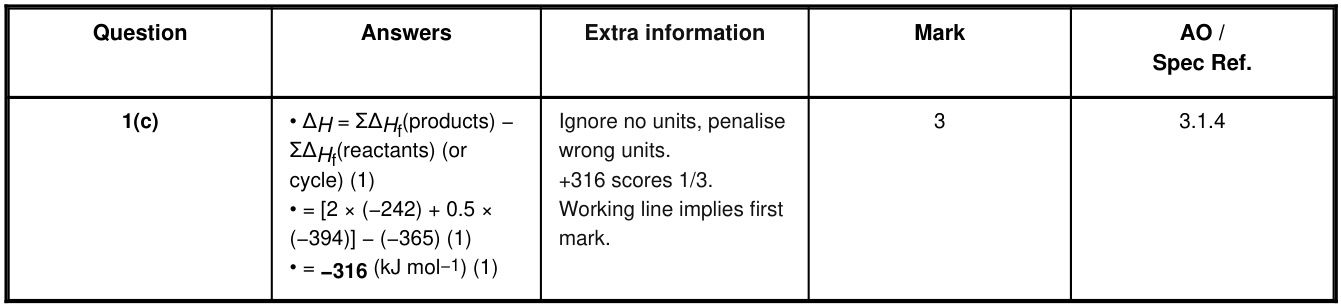 Question Answers Extra information Mark AO /
Spec Ref.
1(c)
• ΔH = ΣΔHf(products) −
ΣΔHf(reactants) (or
cycle) (1)
• = [2 × (−242) + 0.5 ×
(−394)] − (−365) (1)
• = −316 (kJ mol−1) (1)
Ignore no units, penalise
wrong units.
+316 scores 1/3.
Working line implies first
mark.
3
3.1.4